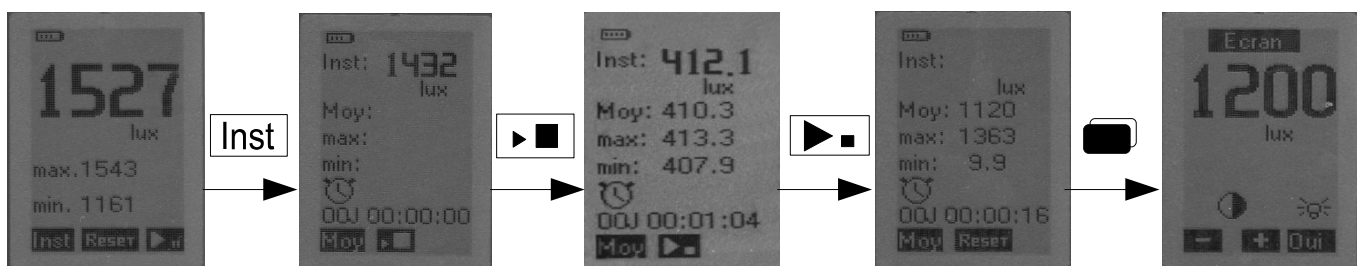 1527
lux
max.1543
min. 1161
Inst Reset
Inst
Inst: 1432
lux
Moy:
max:
min:
00J 00:00:00
Moy
Inst: 412.1
lux
Moy: 410.3
max: 413.3
min: 407.9
00J 00:01:04
Moy
Inst:
lux
Moy: 1120
max: 1363
min: 9.9
00J 00:00:16
Moy Reset
Ecran
1200
lux
- + Oui